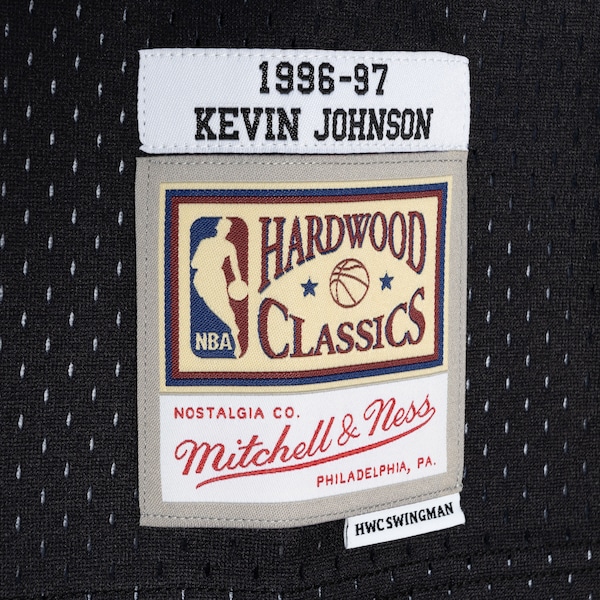 1996-97
KEVIN JOHNSON
HARDWOOD
CLASSICS
NBA
NOSTALGIA CO.
Mitchell & Ness
PHILADELPHIA, PA.
HWC SWINGMAN